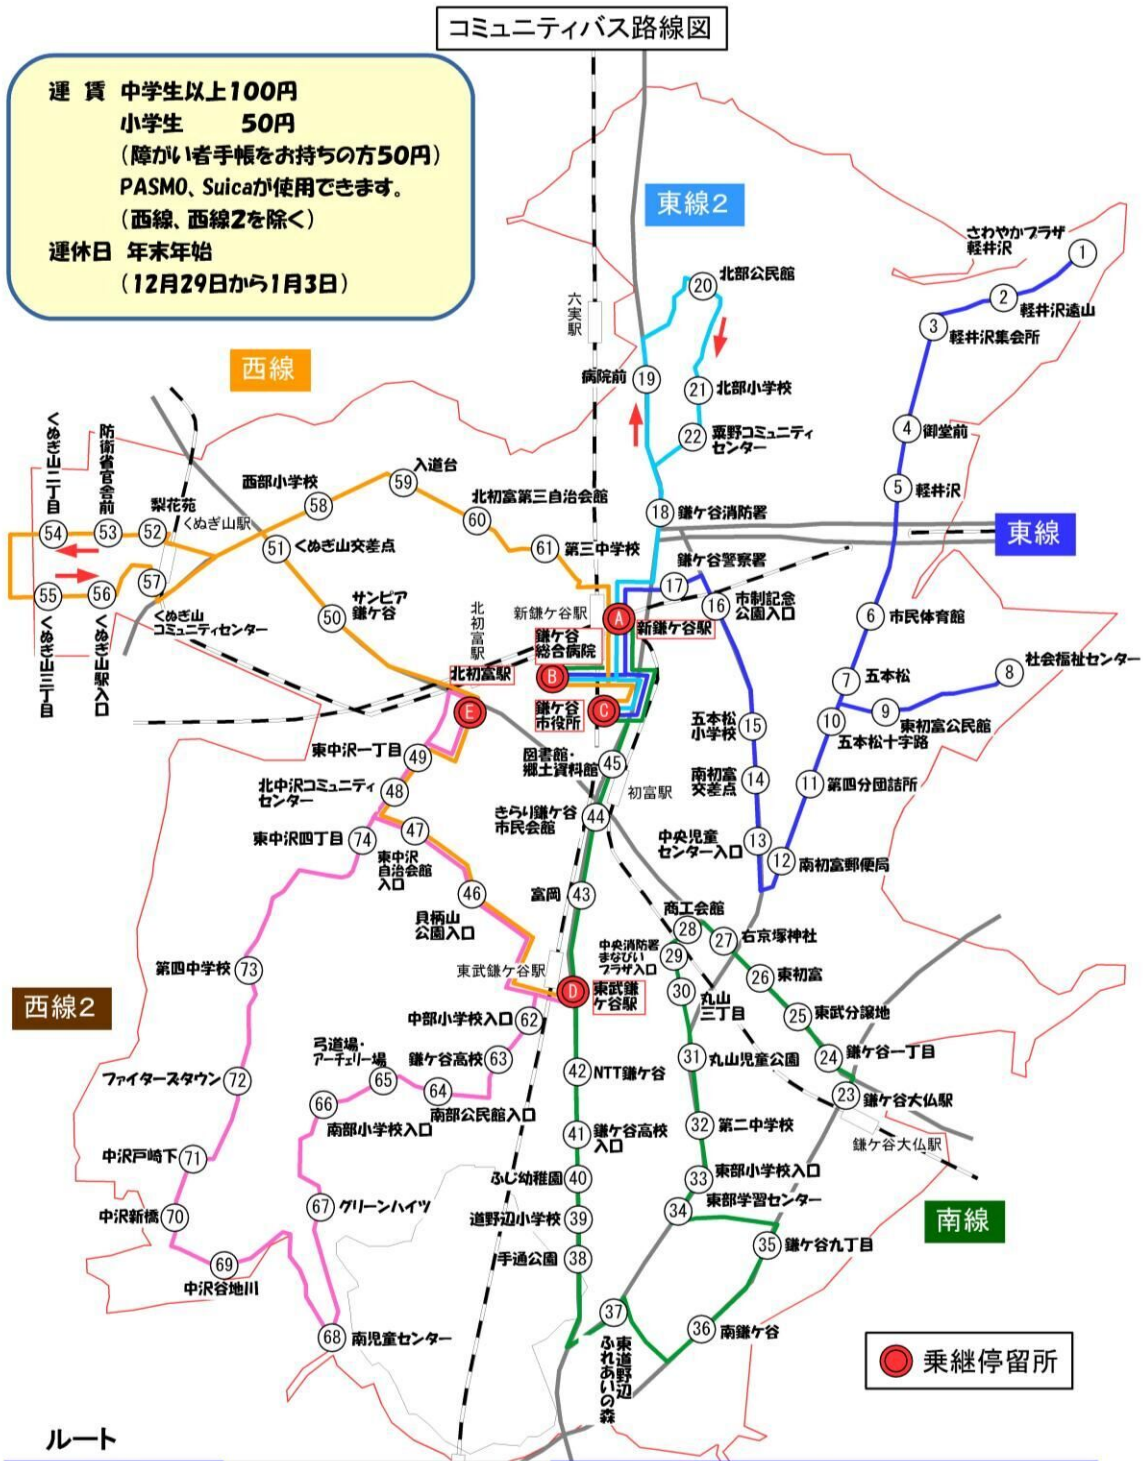 コミュニティバス路線図
運 賃 中学生以上100円
小学生 50円
(障がい者手帳をお持ちの方50円)
PASMO、Suicaが使用できます。
(西線、西線2を除く)
運休日 年末年始
(12月29日から1月3日)
東線2
西線
東線
西線2
南線
六実駅
さわやかプラザ
軽井沢
1
2
軽井沢遠山
3
軽井沢集会所
4
御堂前
5
軽井沢
6
市民体育館
7
五本松
8
社会福祉センター
9
東初富公民館
10
五本松十字路
11
第四分団詰所
12
南初富郵便局
13
中央児童
センター入口
14
南初富
交差点
15
五本松
小学校
16
市制記念
公園入口
17
鎌ケ谷警察署
18
鎌ケ谷消防署
19
病院前
20
北部公民館
21
北部小学校
22
粟野コミュニティ
センター
新鎌ケ谷駅
A
新鎌ケ谷駅
鎌ケ谷
総合病院
B
鎌ケ谷
市役所
C
東武鎌ケ谷駅
D
東武鎌
ケ谷駅
北初富駅
北初富駅
E
初富駅
23
鎌ケ谷大仏駅
鎌ケ谷大仏駅
24
鎌ケ谷一丁目
25
東武分譲地
26
東初富
27
右京塚神社
28
商工会館
29
中央消防署
まなびぃ
プラザ入口
30
丸山
三丁目
31
丸山児童公園
32
第二中学校
33
東部小学校入口
34
東部学習センター
35
鎌ケ谷九丁目
36
南鎌ケ谷
37
東道野辺
ふれあいの森
38
手通公園
39
道野辺小学校
40
ふじ幼稚園
41
鎌ケ谷高校
入口
42
NTT鎌ケ谷
43
富岡
44
きらり鎌ケ谷
市民会館
45
図書館・
郷土資料館
46
貝柄山
公園入口
47
東中沢
自治会館
入口
48
北中沢コミュニティ
センター
49
東中沢一丁目
50
サンピア
鎌ケ谷
51
くぬぎ山交差点
くぬぎ山駅
52
梨花苑
53
防衛省官舎前
54
くぬぎ山二丁目
55
くぬぎ山三丁目
56
くぬぎ山駅入口
57
くぬぎ山
コミュニティセンター
58
西部小学校
59
入道台
60
北初富第三自治会館
61
第三中学校
62
中部小学校入口
63
鎌ケ谷高校
64
南部公民館入口
65
弓道場・
アーチェリー場
66
南部小学校入口
67
グリーンハイツ
68
南児童センター
69
中沢谷地川
70
中沢新橋
71
中沢戸崎下
72
ファイターズタウン
73
第四中学校
74
東中沢四丁目
乗継停留所
ルート